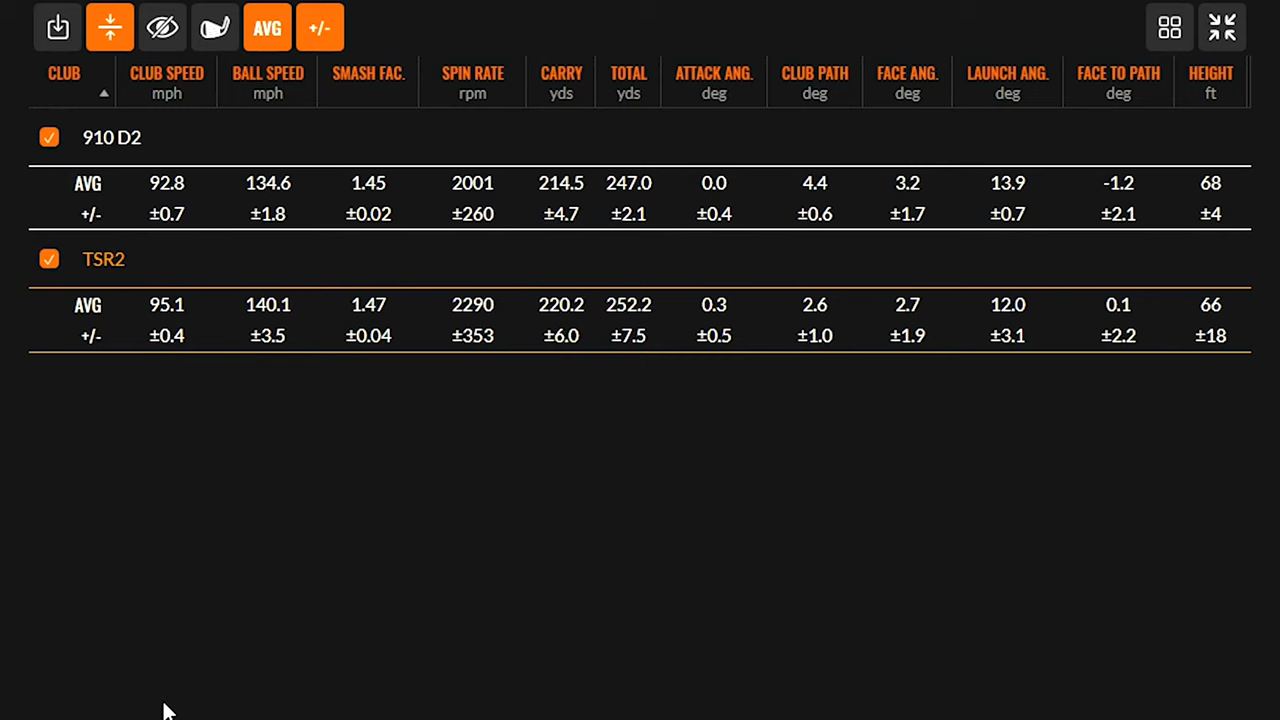 AVG +/-
CLUB CLUB SPEED BALL SPEED SMASH FAC. SPIN RATE CARRY TOTAL ATTACK ANG. CLUB PATH FACE ANG. LAUNCH ANG. FACE TO PATH HEIGHT
mph mph rpm yds yds deg deg deg deg deg ft
910 D2
AVG 92.8 134.6 1.45 2001 214.5 247.0 0.0 4.4 3.2 13.9 -1.2 68
+/- ±0.7 ±1.8 ±0.02 ±260 ±4.7 ±2.1 ±0.4 ±0.6 ±1.7 ±0.7 ±2.1 ±4
TSR2
AVG 95.1 140.1 1.47 2290 220.2 252.2 0.3 2.6 2.7 12.0 0.1 66
+/- ±0.4 ±3.5 ±0.04 ±353 ±6.0 ±7.5 ±0.5 ±1.0 ±1.9 ±3.1 ±2.2 ±18